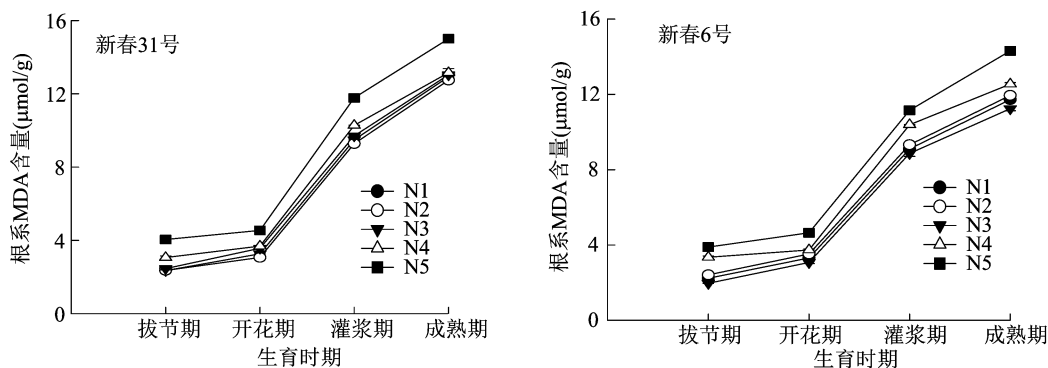 新春31号
根系MDA含量(μmol/g)
16
12
8
4
0
N1
N2
N3
N4
N5
拔节期 开花期 灌浆期 成熟期
生育时期
新春6号
根系MDA含量(μmol/g)
16
12
8
4
0
N1
N2
N3
N4
N5
拔节期 开花期 灌浆期 成熟期
生育时期